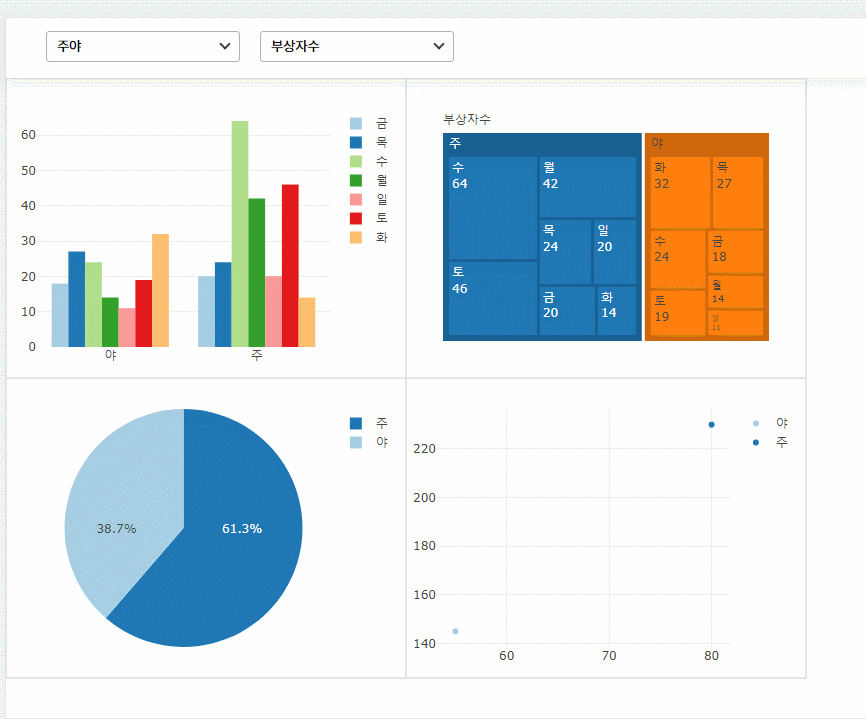 주야 부상자수
60
50
40
30
20
10
0
야 주
금
목
수
월
일
토
화
부상자수
주
수
64
월
42
목
24
일
20
토
46
금
20
화
14
야
화
32
목
27
수
24
금
18
월
14
토
19
일
11
38.7% 61.3%
주
야
220
200
180
160
140
60 70 80
야
주